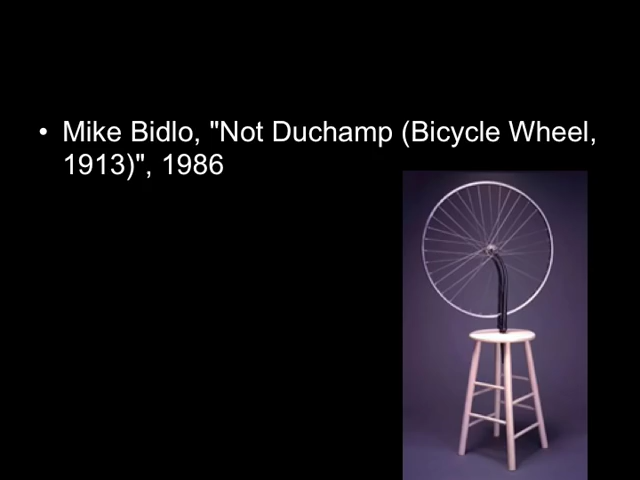 • Mike Bidlo, "Not Duchamp (Bicycle Wheel,
1913)", 1986